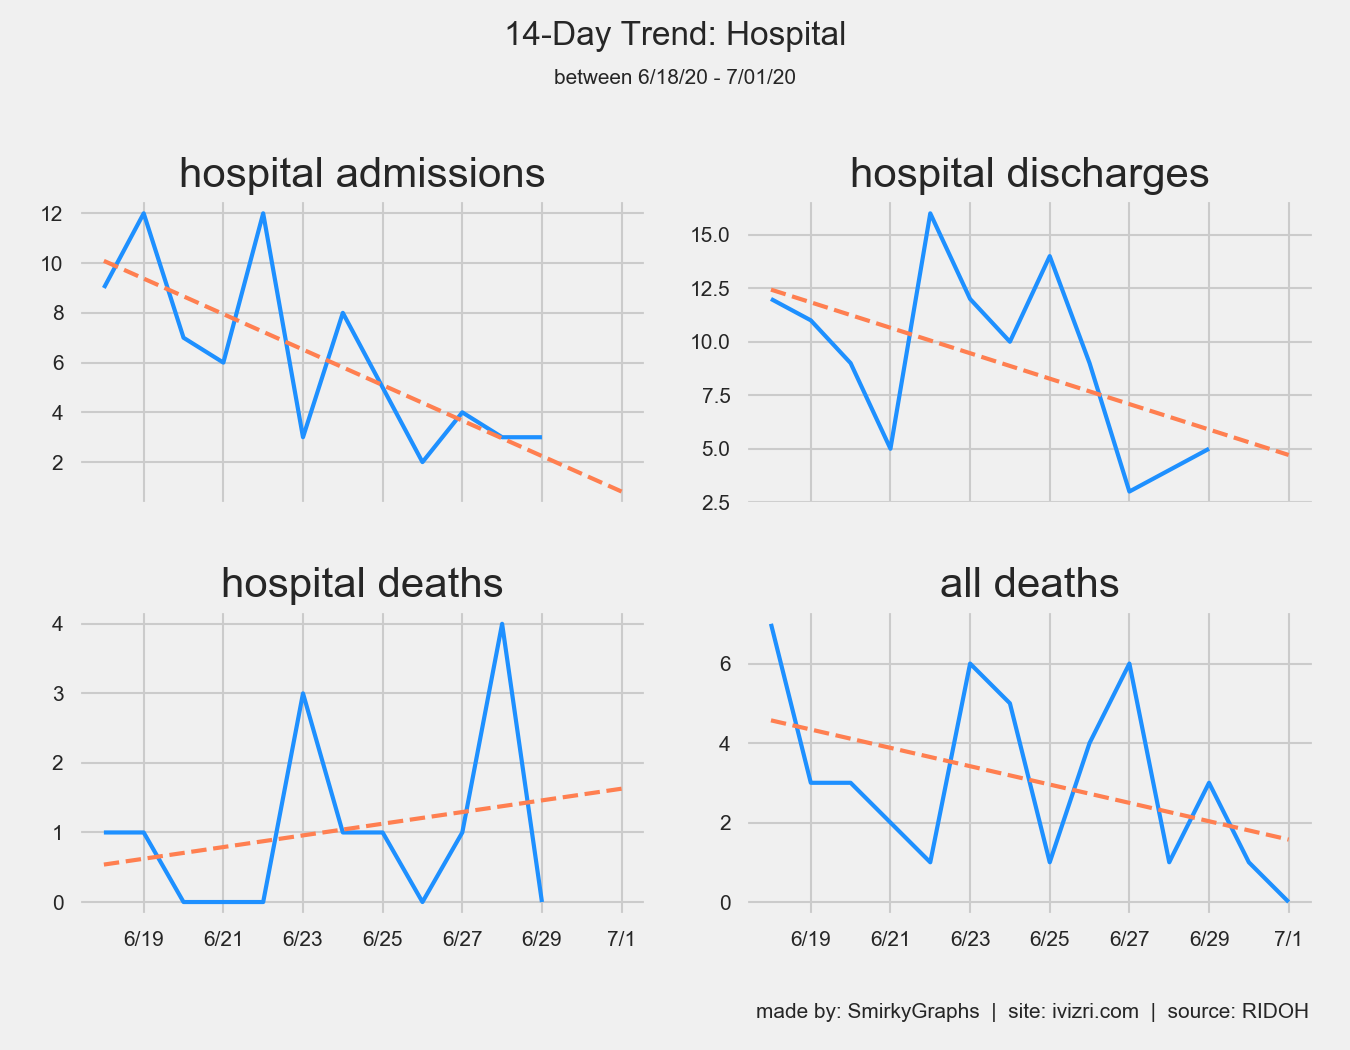 14-Day Trend: Hospital
between 6/18/20 - 7/01/20
hospital admissions
12
10
8
6
4
2
hospital discharges
15.0
12.5
10.0
7.5
5.0
2.5
hospital deaths
4
3
2
1
0
6/19 6/21 6/23 6/25 6/27 6/29 7/1
all deaths
6
4
2
0
6/19 6/21 6/23 6/25 6/27 6/29 7/1
made by: SmirkyGraphs | site: ivizri.com | source: RIDOH